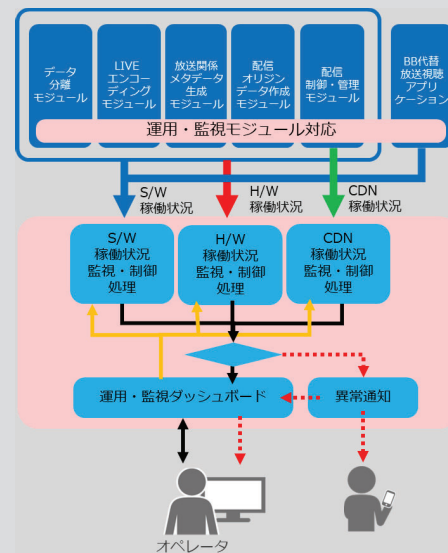 データ
分離
モジュール
LIVE
エンコー
ディング
モジュール
放送関係
メタデータ
生成
モジュール
配信
オリジン
データ作成
モジュール
配信
制御・管理
モジュール
BB代替
放送視聴
アプリ
ケーション
運用・監視モジュール対応
S/W
稼働状況
H/W
稼働状況
CDN
稼働状況
S/W
稼働状況
監視・制御
処理
H/W
稼働状況
監視・制御
処理
CDN
稼働状況
監視・制御
処理
運用・監視ダッシュボード
異常通知
オペレータ